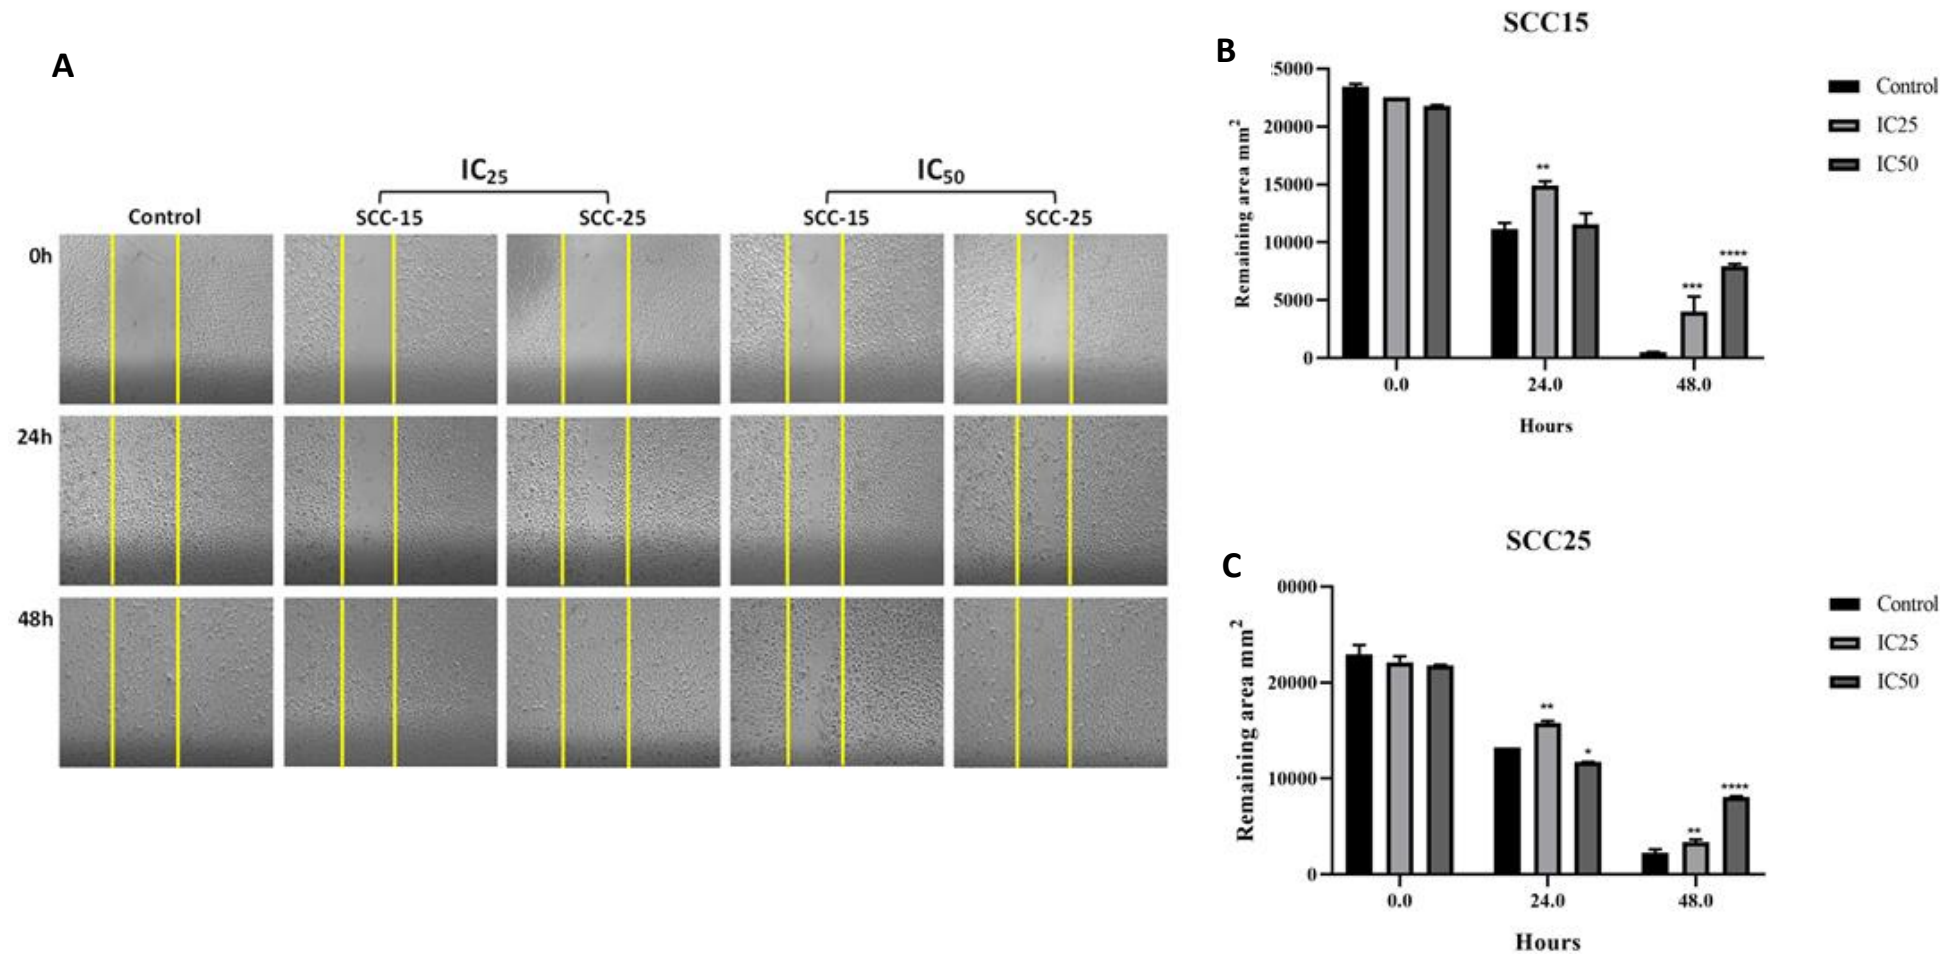 A
IC25 IC50
Control SCC-15 SCC-25 SCC-15 SCC-25
0h
24h
48h
B
SCC15
Remaining area mm2
5000
20000
15000
10000
5000
0
**
***
****
0.0 24.0 48.0
Hours
Control
IC25
IC50
C
SCC25
Remaining area mm2
0000
20000
10000
0
**
*
**
****
0.0 24.0 48.0
Hours
Control
IC25
IC50